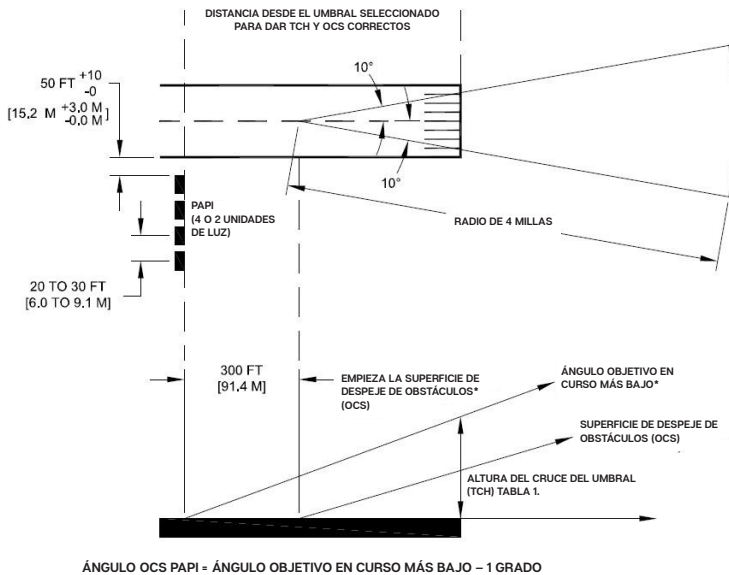 DISTANCIA DESDE EL UMBRAL SELECCIONADO
PARA DAR TCH Y OCS CORRECTOS
10°
50 FT +10
-0
[15,2 M +3,0 M
-0,0 M]
10°
PAPI
(4 O 2 UNIDADES
DE LUZ)
RADIO DE 4 MILLAS
20 TO 30 FT
[6.0 TO 9.1 M]
300 FT
[91.4 M]
EMPIEZA LA SUPERFICIE DE
DESPEJE DE OBSTÁCULOS*
(OCS)
ÁNGULO OBJETIVO EN
CURSO MÁS BAJO*
SUPERFICIE DE DESPEJE DE
OBSTÁCULOS (OCS)
ALTURA DEL CRUCE DEL UMBRAL
(TCH) TABLA 1.
ÁNGULO OCS PAPI = ÁNGULO OBJETIVO EN CURSO MÁS BAJO – 1 GRADO